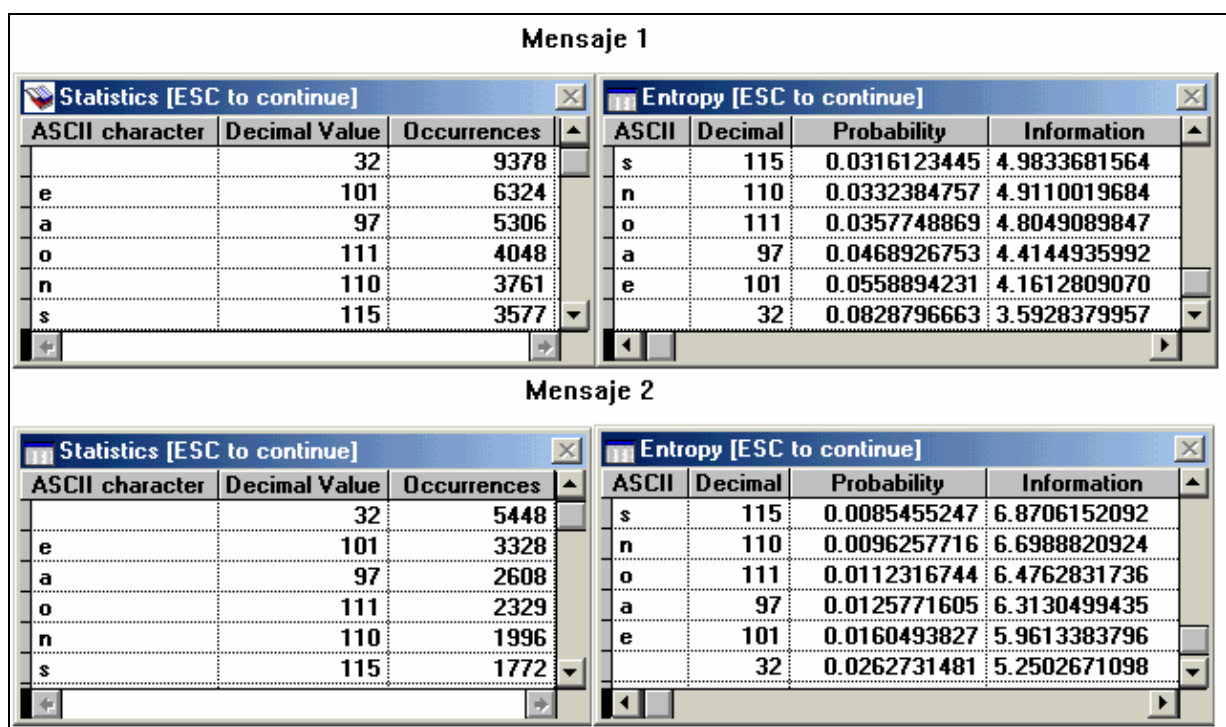 Mensaje 1
Statistics [ESC to continue]
ASCII character Decimal Value Occurrences
32 9378
e 101 6324
a 97 5306
o 111 4048
n 110 3761
s 115 3577
Entropy [ESC to continue]
ASCII Decimal Probability Information
s 115 0.0316123445 4.9833681564
n 110 0.0332384757 4.9110019684
o 111 0.0357748869 4.8049089847
a 97 0.0468926753 4.4144935992
e 101 0.0558894231 4.1612809070
32 0.0828796663 3.5928379957
Mensaje 2
Statistics [ESC to continue]
ASCII character Decimal Value Occurrences
32 5448
e 101 3328
a 97 2608
o 111 2329
n 110 1996
s 115 1772
Entropy [ESC to continue]
ASCII Decimal Probability Information
s 115 0.0085455247 6.8706152092
n 110 0.0096257716 6.6988820924
o 111 0.0112316744 6.4762831736
a 97 0.0125771605 6.3130499435
e 101 0.0160493827 5.9613383796
32 0.0262731481 5.2502671098